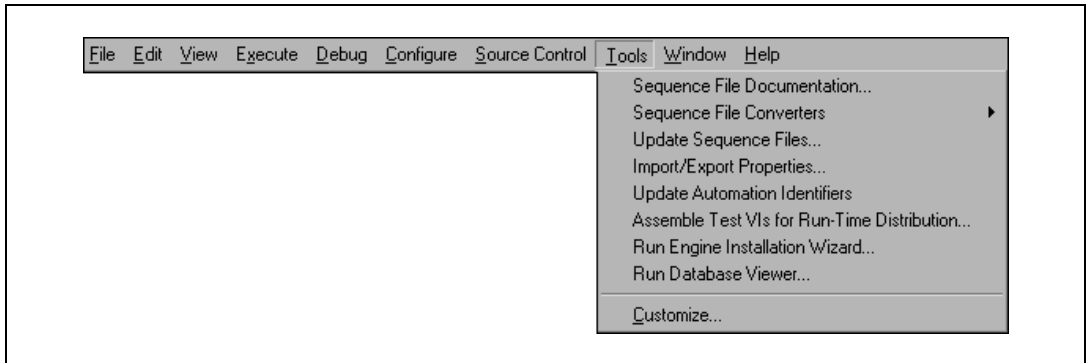 File Edit View Execute Debug Configure Source Control Tools Window Help
Sequence File Documentation...
Sequence File Converters
Update Sequence Files...
Import/Export Properties...
Update Automation Identifiers
Assemble Test VIs for Run-Time Distribution...
Run Engine Installation Wizard...
Run Database Viewer...
Customize...